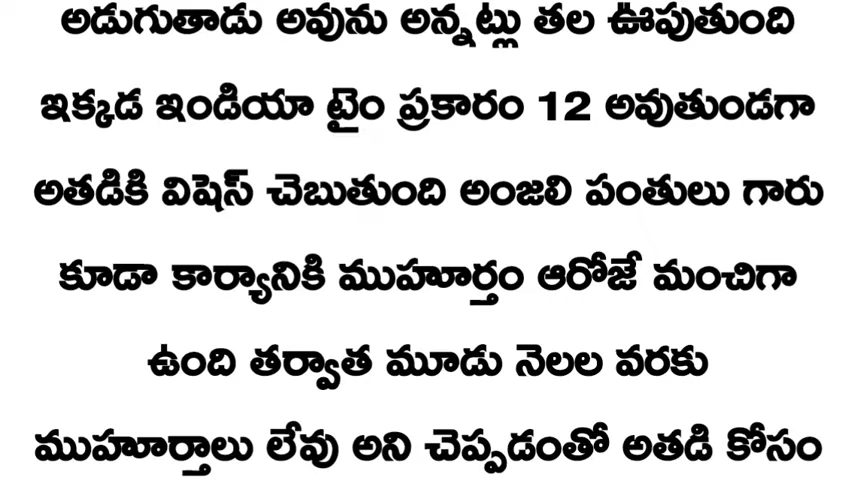 అడుగుతాడు అవును అన్నట్లు తల ఊపుతుంది
ఇక్కడ ఇండియా టైం ప్రకారం 12 అవుతుండగా
అతడికి విషెస్ చెబుతుంది అంజలి పంతులు గారు
కూడా కార్యానికి ముహూర్తం ఆరోజే మంచిగా
ఉంది తర్వాత మూడు నెలల వరకు
ముహూర్తాలు లేవు అని చెప్పడంతో అతడి కోసం